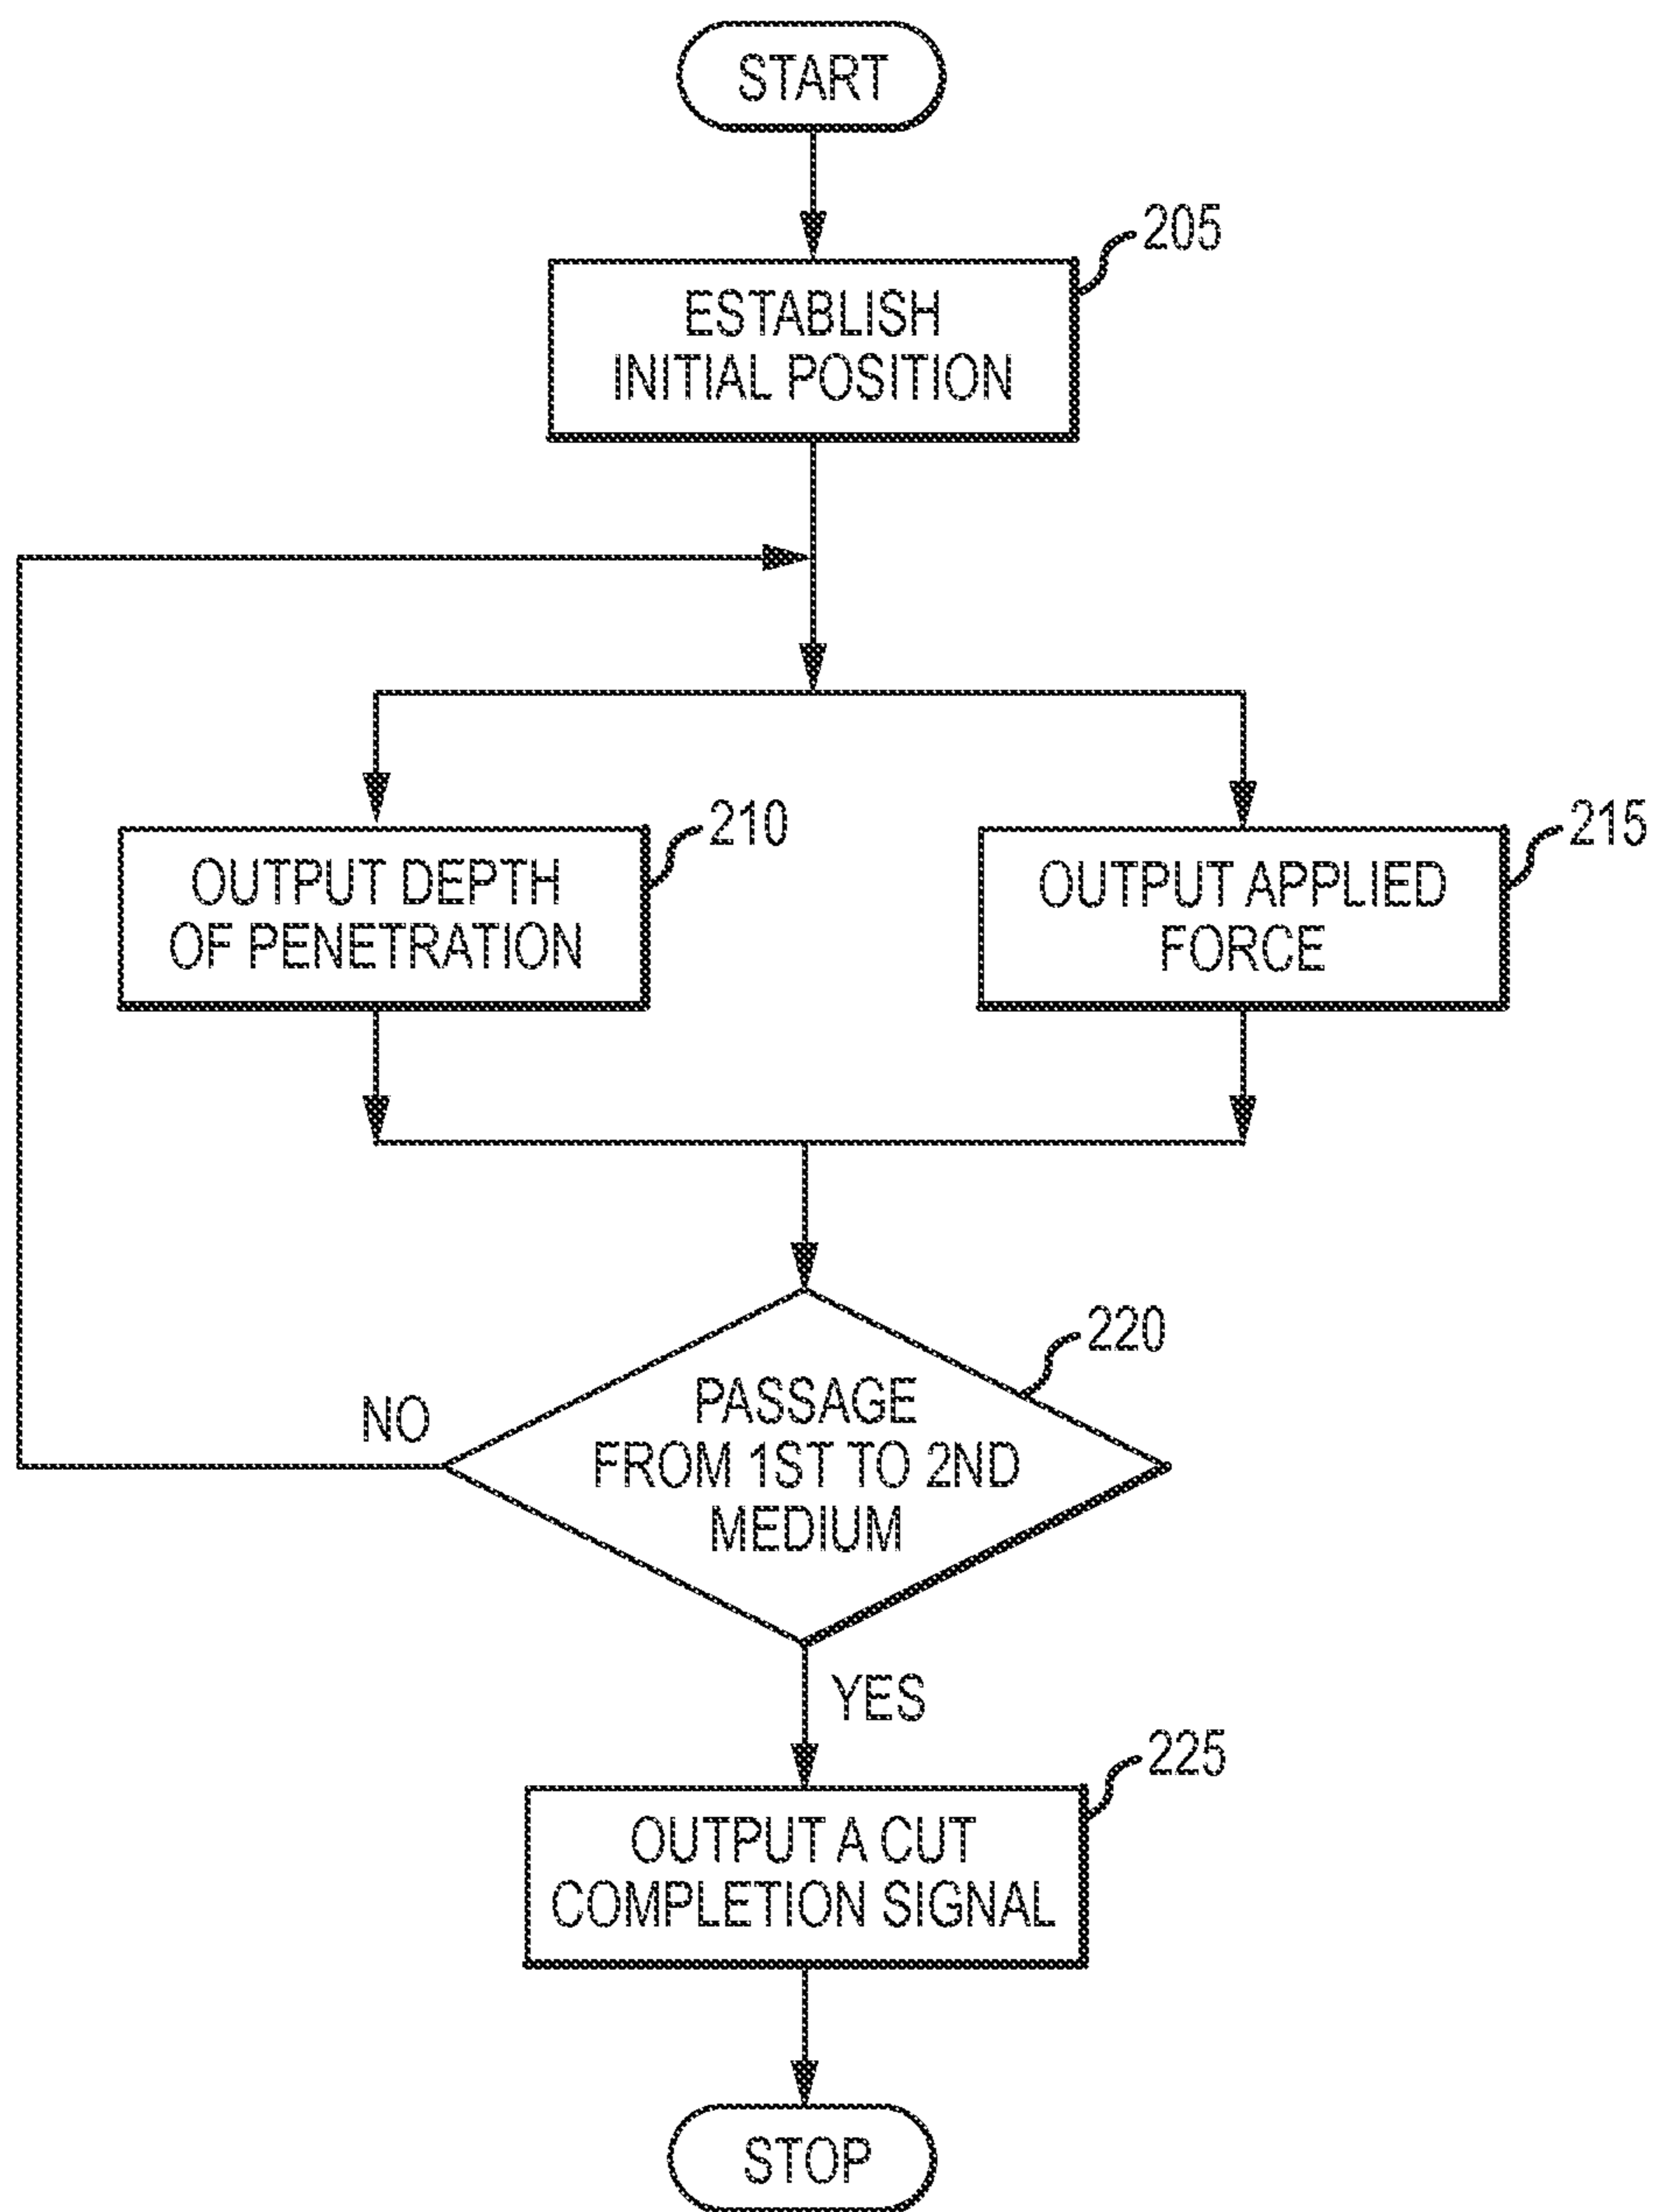 START
205
ESTABLISH
INITIAL POSITION
210
215
OUTPUT DEPTH
OF PENETRATION
OUTPUT APPLIED
FORCE
220
NO
PASSAGE
FROM 1ST TO 2ND
MEDIUM
YES
225
OUTPUT A CUT
COMPLETION SIGNAL
STOP